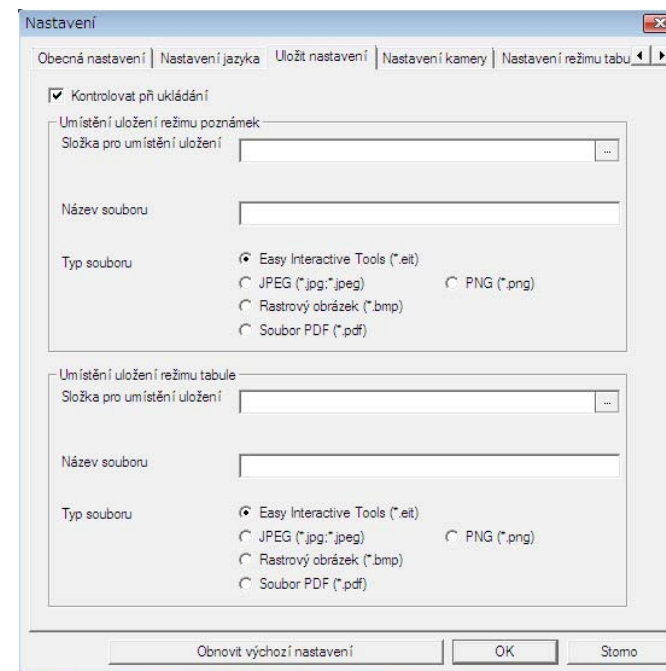 Nastavení
Obecná nastavení Nastavení jazyka Uložit nastavení Nastavení kamery Nastavení režimu tabu
Kontrolovat při ukládání
Umístění uložení režimu poznámek
Složka pro umístění uložení ...
Název souboru
Typ souboru Easy Interactive Tools (*.eit)
JPEG (*.jpg;*.jpeg) PNG (*.png)
Rastrový obrázek (*.bmp)
Soubor PDF (*.pdf)
Umístění uložení režimu tabule
Složka pro umístění uložení ...
Název souboru
Typ souboru Easy Interactive Tools (*.eit)
JPEG (*.jpg;*.jpeg) PNG (*.png)
Rastrový obrázek (*.bmp)
Soubor PDF (*.pdf)
Obnovit výchozí nastavení OK Storno